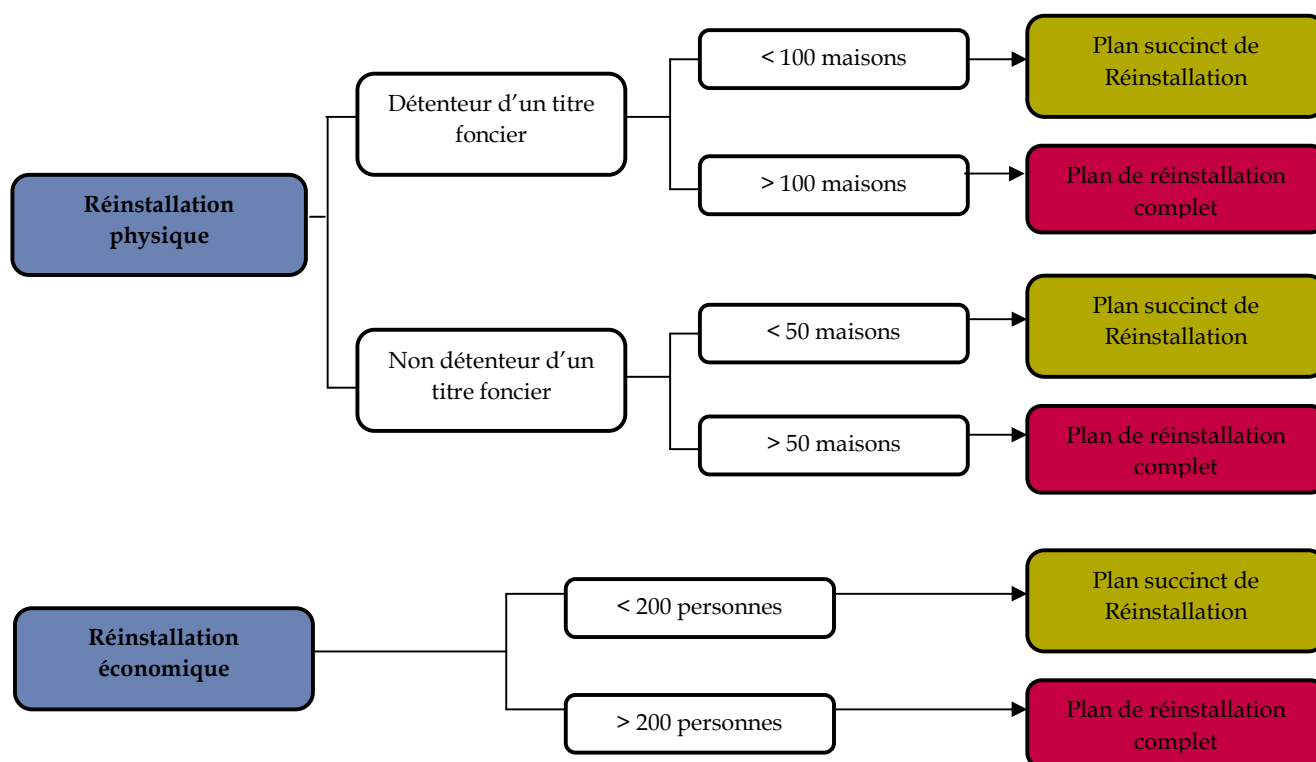 Réinstallation
physique
Détenteur d’un titre
foncier
< 100 maisons
Plan succinct de
Réinstallation
> 100 maisons
Plan de réinstallation
complet
Non détenteur d’un
titre foncier
< 50 maisons
Plan succinct de
Réinstallation
> 50 maisons
Plan de réinstallation
complet
Réinstallation
économique
< 200 personnes
Plan succinct de
Réinstallation
> 200 personnes
Plan de réinstallation
complet